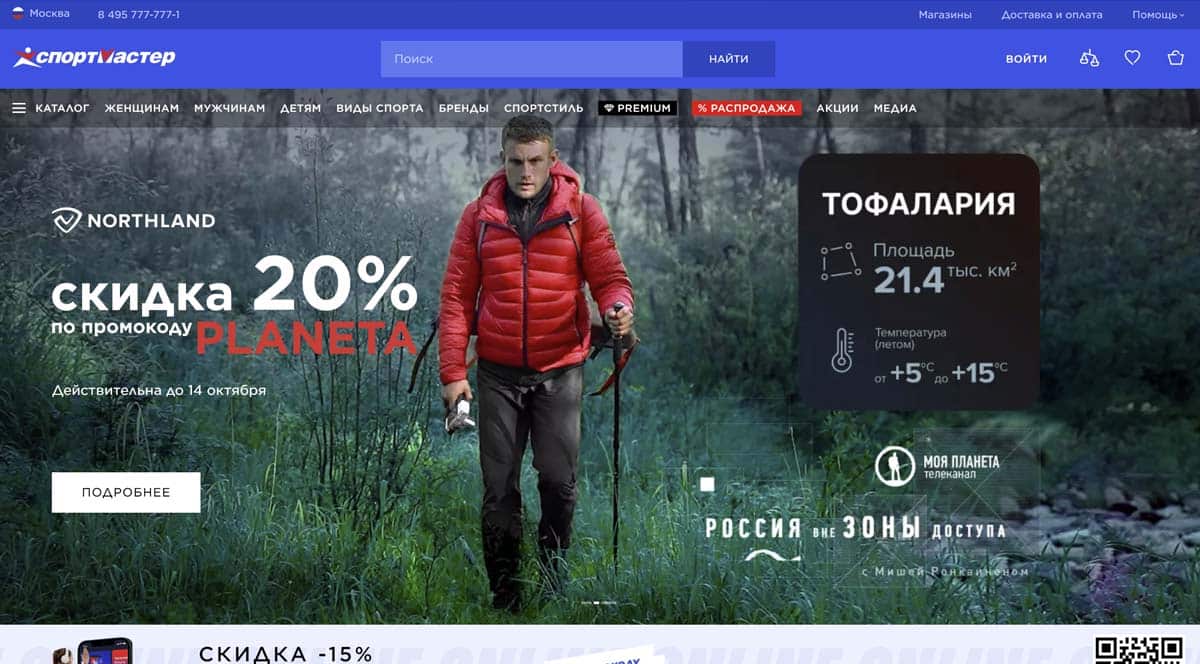 Москва
8 495 777-777-1
Магазины
Доставка и оплата
Помощь
спортмастер
Поиск
НАЙТИ
ВОЙТИ
КАТАЛОГ
ЖЕНЩИНАМ
МУЖЧИНАМ
ДЕТЯМ
ВИДЫ СПОРТА
БРЕНДЫ
СПОРТСТИЛЬ
PREMIUM
% РАСПРОДАЖА
АКЦИИ
МЕДИА
NORTHLAND
скидка 20%
по промокоду PLANETA
Действительна до 14 октября
ПОДРОБНЕЕ
ТОФАЛАРИЯ
Площадь
21.4 тыс. км²
Температура
(летом)
от +5°C до +15°C
МОЯ ПЛАНЕТА
телеканал
РОССИЯ ВНЕ ЗОНЫ ДОСТУПА
с Мишей Ронкаиненом
СКИДКА -15%
ONLINE